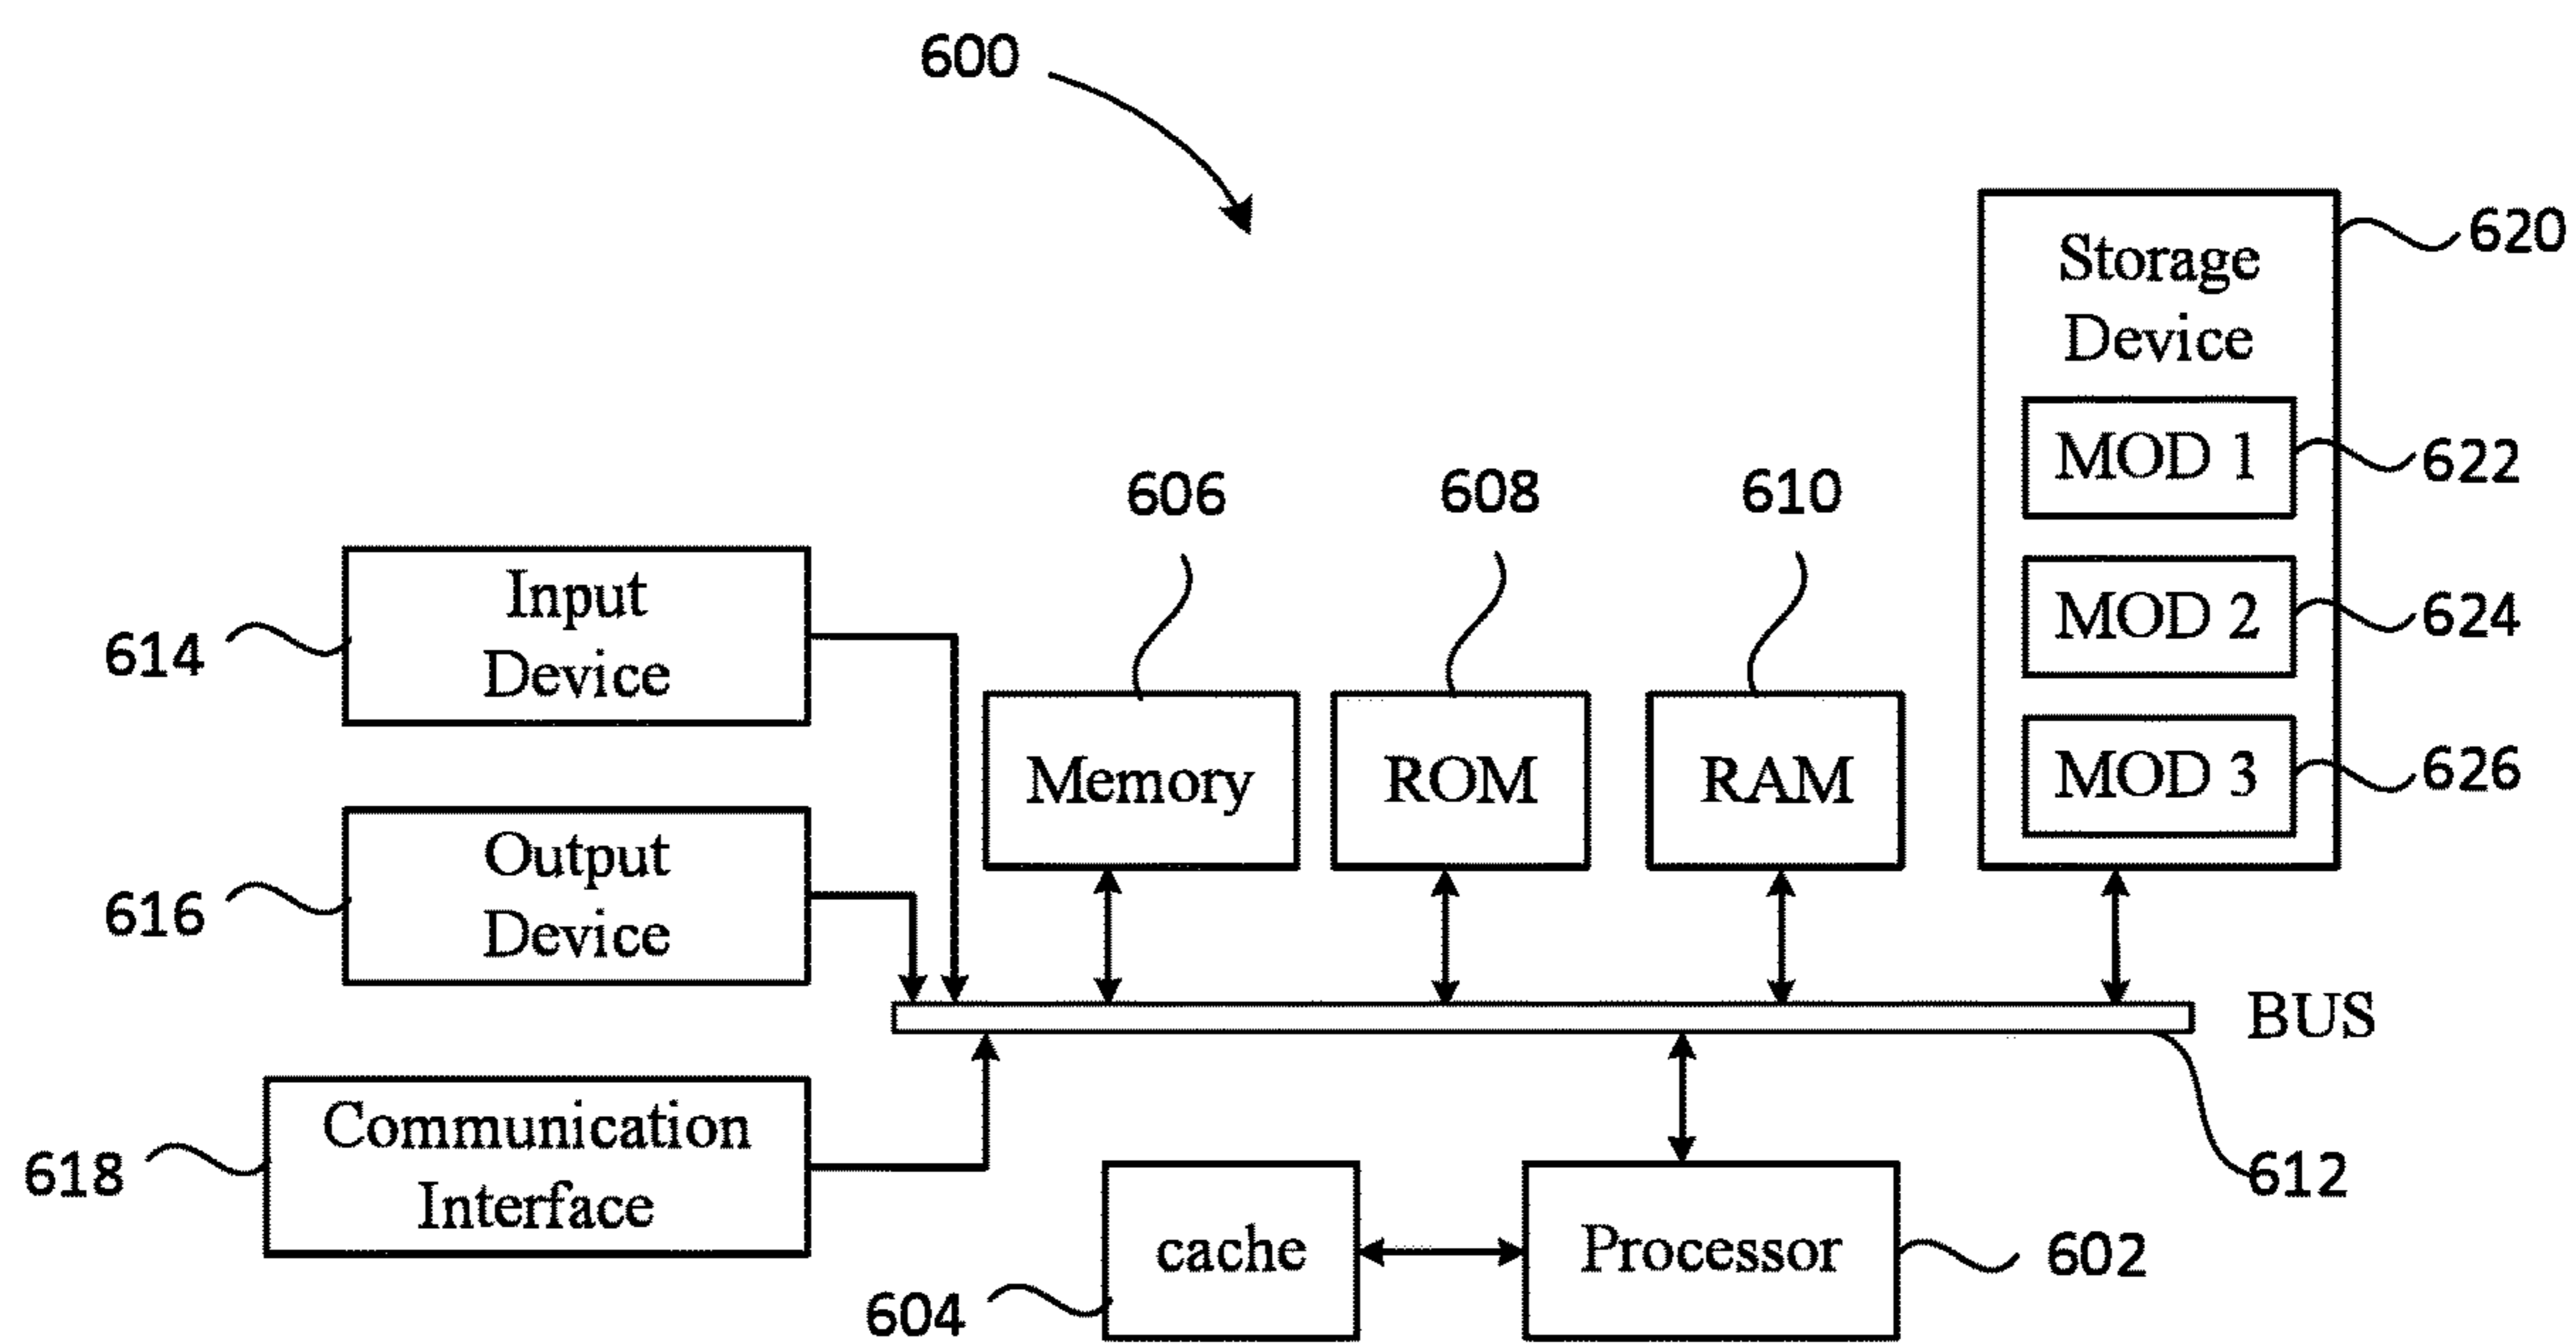 600
620
Storage
Device
MOD 1
622
606
608
610
MOD 2
624
614
Input
Device
Memory
ROM
RAM
MOD 3
626
616
Output
Device
BUS
618
Communication
Interface
612
cache
Processor
602
604